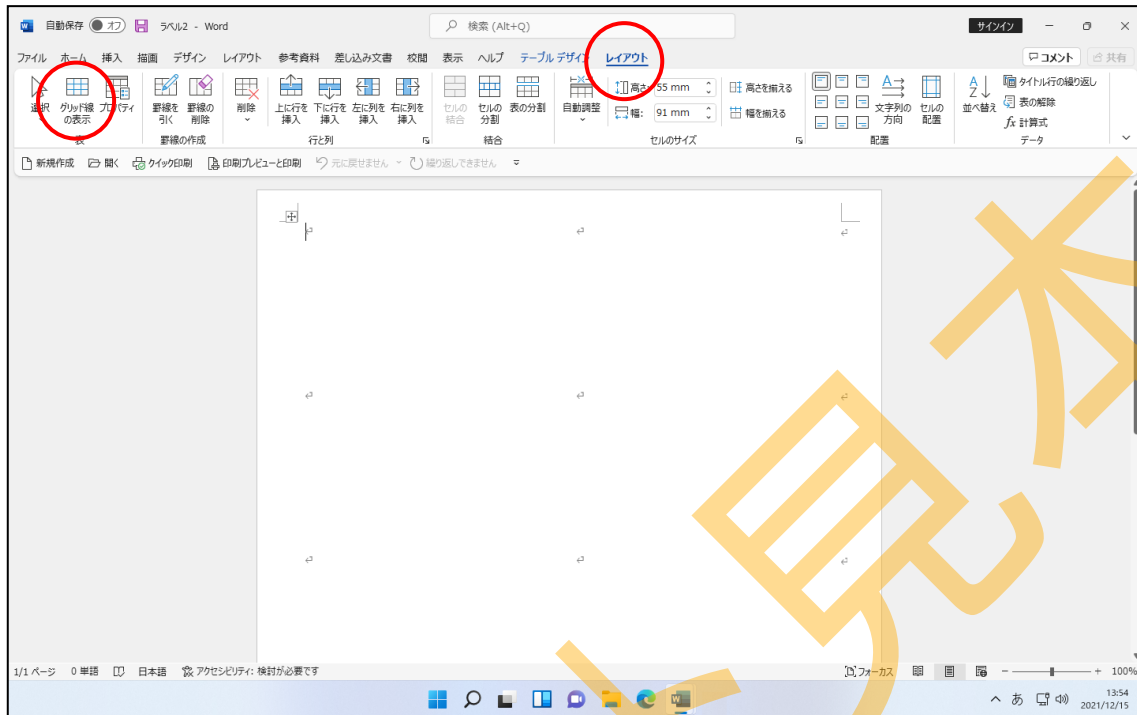 自動保存 オフ ラベル2 - Word 検索 (Alt+Q) サインイン
ファイル ホーム 挿入 描画 デザイン レイアウト 参考資料 差し込み文書 校閲 表示 ヘルプ テーブル デザイン レイアウト コメント 共有
選択 グリッド線の表示 プロパティ 罫線を引く 罫線の削除 削除 上に行を挿入 下に行を挿入 左に列を挿入 右に列を挿入 セルの結合 セルの分割 表の分割 自動調整 高さ: 55 mm 高さを揃える 文字列の方向 セルの配置 並べ替え タイトル行の繰り返し
幅: 91 mm 幅を揃える 表の解除
fx 計算式
表 罫線の作成 行と列 結合 セルのサイズ 配置 データ
新規作成 開く クイック印刷 印刷プレビューと印刷 元に戻せません 繰り返しできません
見本
1/1 ページ 0 単語 日本語 アクセシビリティ: 検討が必要です フォーカス 100%
あ 13:54
2021/12/15